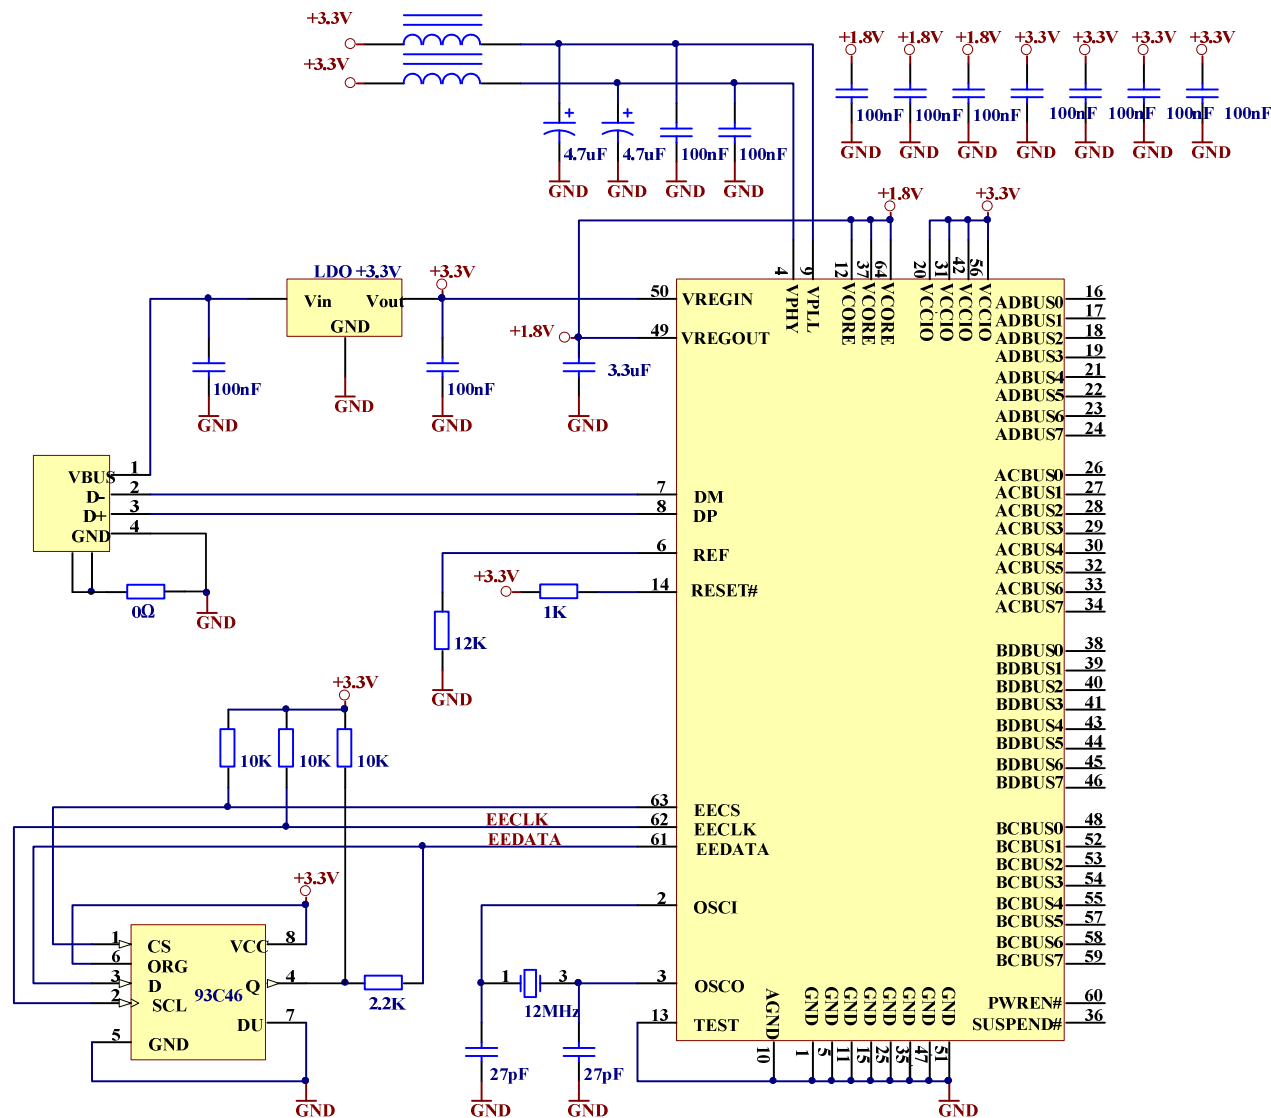 +3.3V
+3.3V
4.7uF 4.7uF 100nF 100nF
GND GND GND GND
+1.8V +1.8V +1.8V +3.3V +3.3V +3.3V +3.3V
100nF 100nF 100nF 100nF 100nF 100nF 100nF
GND GND GND GND GND GND GND
+1.8V +3.3V
4 9 12 37 64 20 31 42 56
VPHY VPLL VCORE VCORE VCORE VCCIO VCCIO VCCIO VCCIO
LDO +3.3V
Vin Vout
GND
+3.3V
100nF
GND
GND
100nF
GND
50 VREGIN
+1.8V
49 VREGOUT
3.3uF
GND
VBUS 1
D- 2
D+ 3
GND 4
0Ω
GND
7 DM
8 DP
6 REF
12K
GND
+3.3V
1K
14 RESET#
+3.3V
10K 10K 10K
63 EECS
EECLK 62 EECLK
EEDATA 61 EEDATA
+3.3V
1 CS
6 ORG
3 D
2 SCL
5 GND
93C46
VCC 8
Q 4
DU 7
2.2K
GND
2 OSCI
1 3
12MHz
3 OSCO
27pF 27pF
GND GND
13 TEST
AGND GND GND GND GND GND GND GND GND
10 1 5 11 15 25 35 47 51
GND
ADBUS0 16
ADBUS1 17
ADBUS2 18
ADBUS3 19
ADBUS4 21
ADBUS5 22
ADBUS6 23
ADBUS7 24
ACBUS0 26
ACBUS1 27
ACBUS2 28
ACBUS3 29
ACBUS4 30
ACBUS5 32
ACBUS6 33
ACBUS7 34
BDBUS0 38
BDBUS1 39
BDBUS2 40
BDBUS3 41
BDBUS4 43
BDBUS5 44
BDBUS6 45
BDBUS7 46
BCBUS0 48
BCBUS1 52
BCBUS2 53
BCBUS3 54
BCBUS4 55
BCBUS5 57
BCBUS6 58
BCBUS7 59
PWREN# 60
SUSPEND# 36